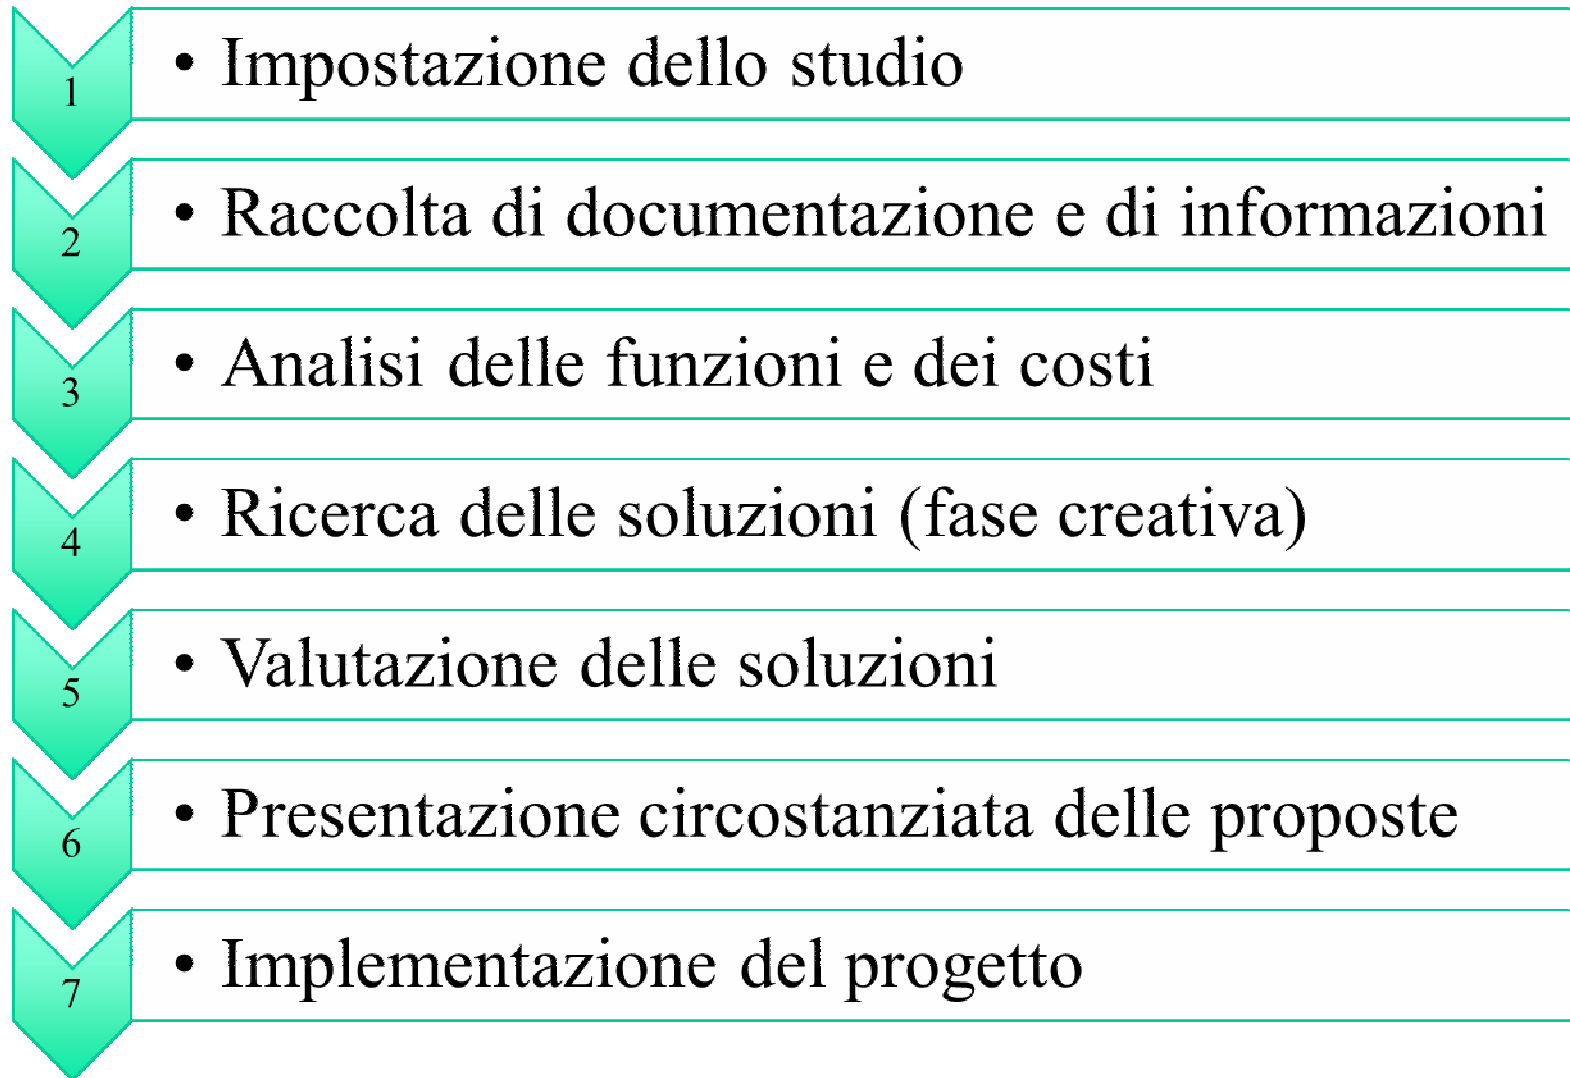 1
• Impostazione dello studio
2
• Raccolta di documentazione e di informazioni
3
• Analisi delle funzioni e dei costi
4
• Ricerca delle soluzioni (fase creativa)
5
• Valutazione delle soluzioni
6
• Presentazione circostanziata delle proposte
7
• Implementazione del progetto